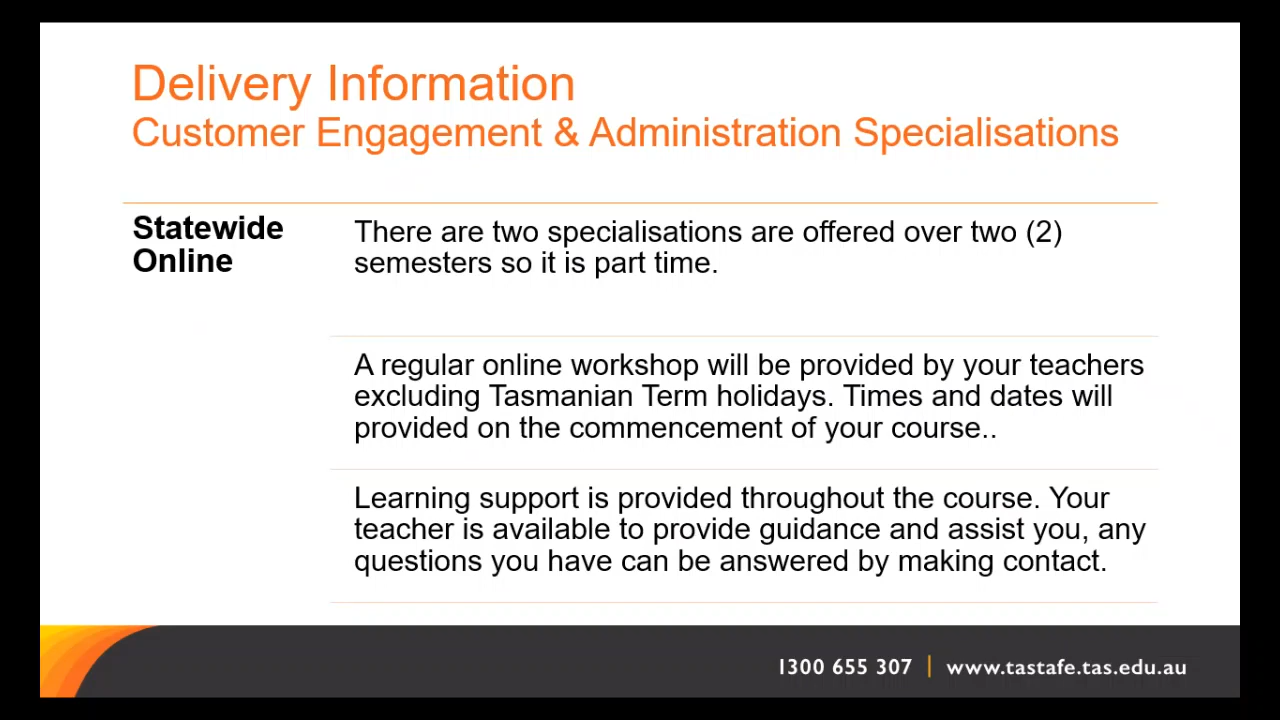 Delivery Information
Customer Engagement & Administration Specialisations
Statewide
Online
There are two specialisations are offered over two (2)
semesters so it is part time.
A regular online workshop will be provided by your teachers
excluding Tasmanian Term holidays. Times and dates will
provided on the commencement of your course..
Learning support is provided throughout the course. Your
teacher is available to provide guidance and assist you, any
questions you have can be answered by making contact.
1300 655 307 | www.tastafe.tas.edu.au